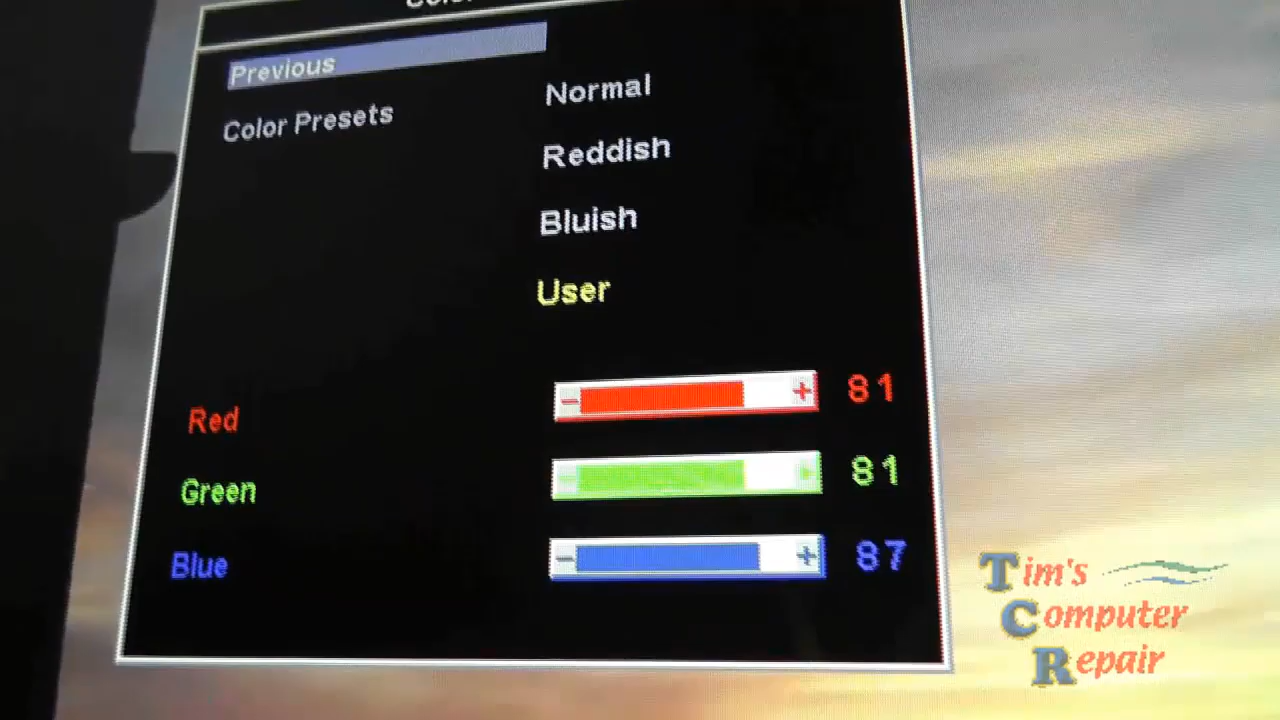 Previous
Color Presets
Normal
Reddish
Bluish
User
Red - + 81
Green - + 81
Blue - + 87
Tim's
Computer
Repair